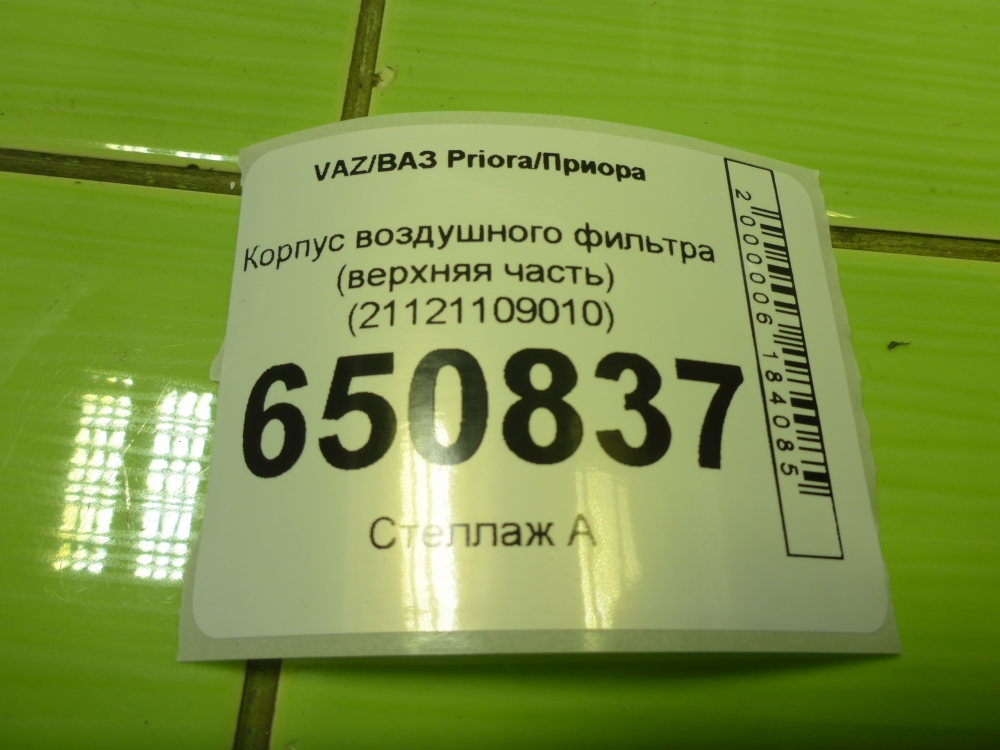 VAZ/ВАЗ Priora/Приора
Корпус воздушного фильтра
(верхняя часть)
(21121109010)
650837
Стеллаж А
2000006184085